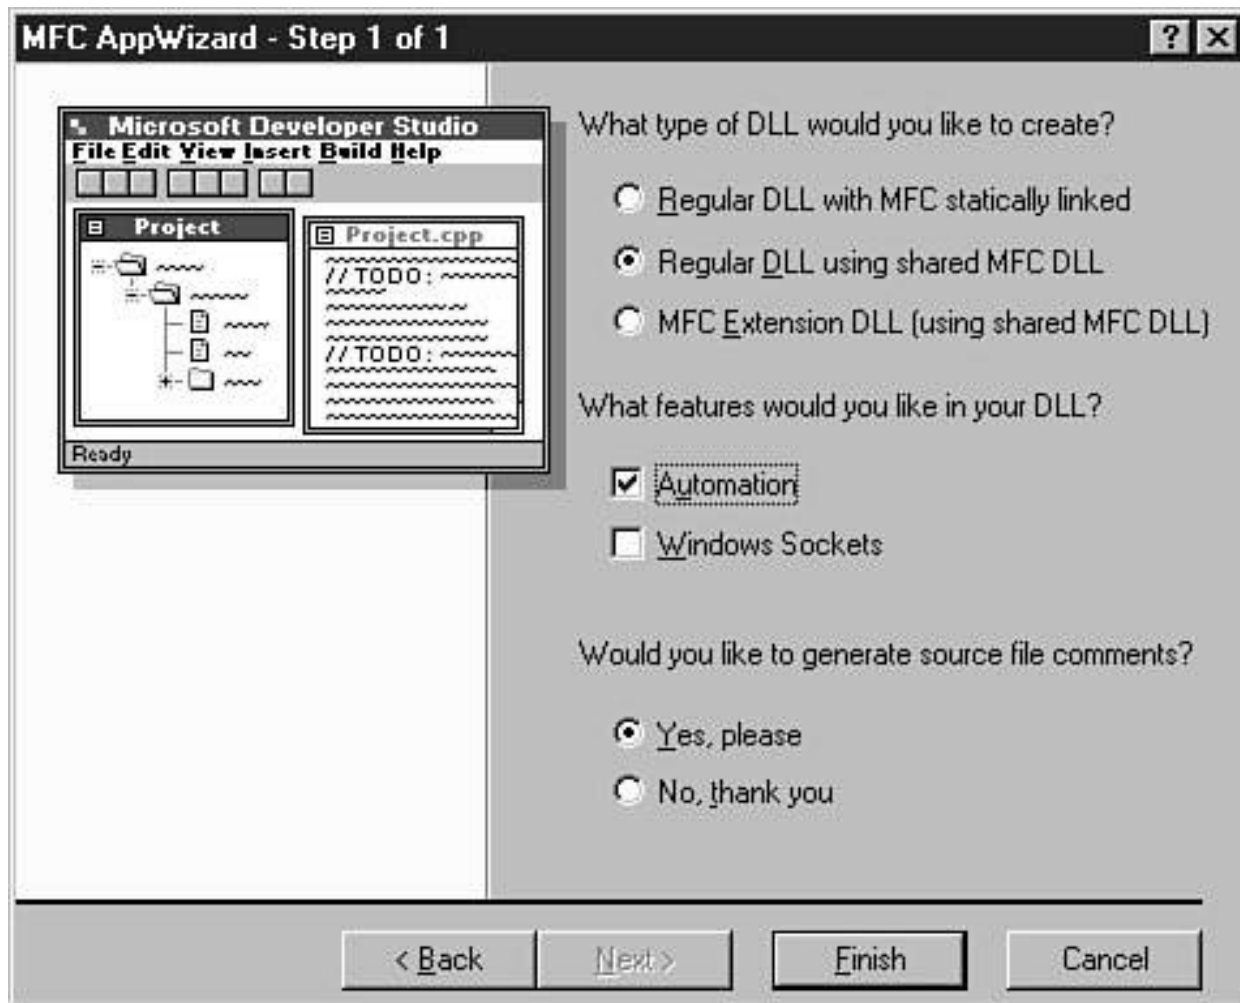 MFC AppWizard - Step 1 of 1
Microsoft Developer Studio
File Edit View Insert Build Help
Project
Project.cpp
// TODO:
// TODO:
Ready
What type of DLL would you like to create?
Regular DLL with MFC statically linked
Regular DLL using shared MFC DLL
MFC Extension DLL (using shared MFC DLL)
What features would you like in your DLL?
Automation
Windows Sockets
Would you like to generate source file comments?
Yes, please
No, thank you
< Back
Next >
Finish
Cancel